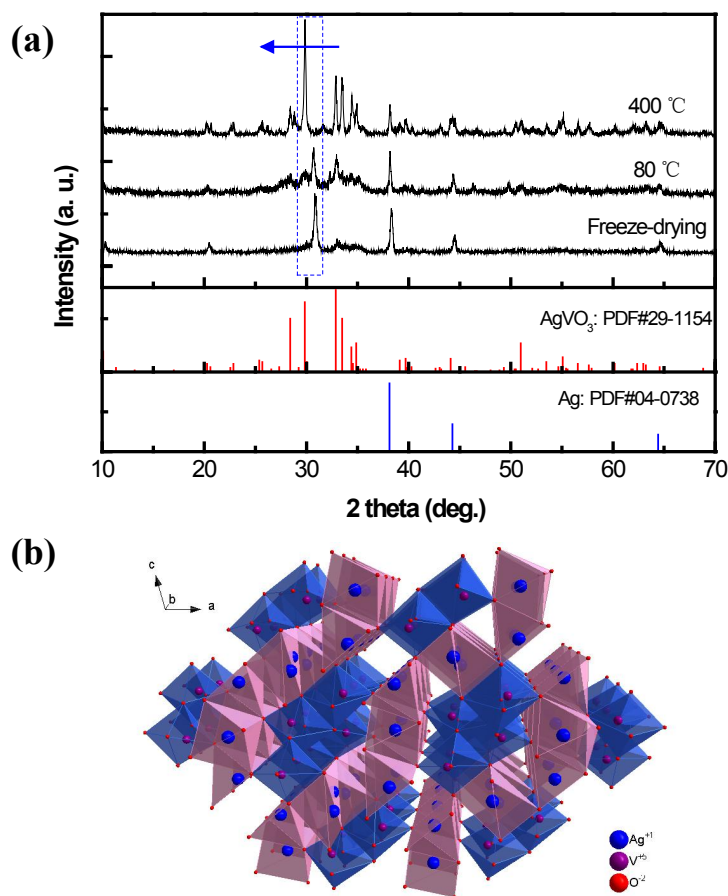 (a)
400 ℃
80 ℃
Freeze-drying
Intensity (a. u.)
AgVO₃: PDF#29-1154
Ag: PDF#04-0738
10 20 30 40 50 60 70
2 theta (deg.)
(b)
c
b
a
Ag⁺¹
V⁺⁵
O⁻²